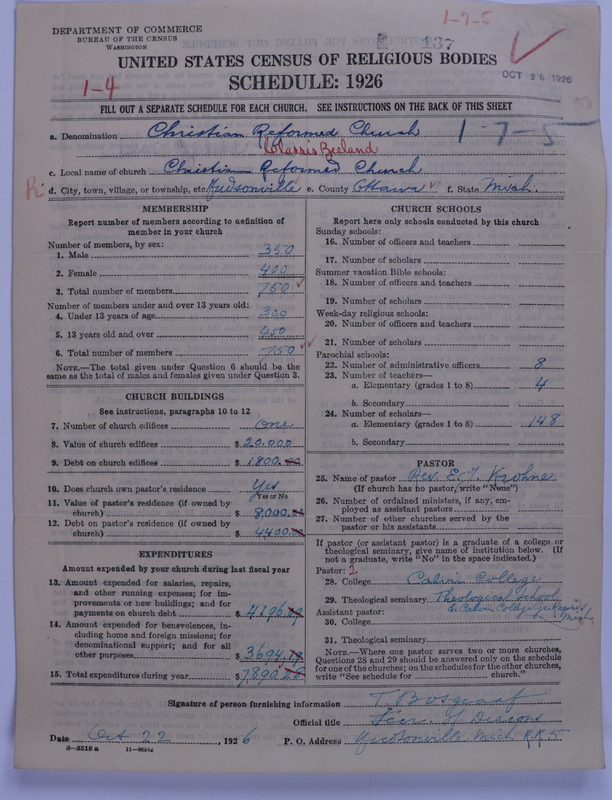 1-7-5
DEPARTMENT OF COMMERCE
BUREAU OF THE CENSUS
WASHINGTON
137
UNITED STATES CENSUS OF RELIGIOUS BODIES
SCHEDULE: 1926
OCT 26 1926
1-4
FILL OUT A SEPARATE SCHEDULE FOR EACH CHURCH. SEE INSTRUCTIONS ON THE BACK OF THIS SHEET
a. Denomination Christian Reformed Church 1-7-5
Classis Zeeland
c. Local name of church Christian Reformed Church
R d. City, town, village, or township, etc. Hudsonville e. County Ottawa f. State Mich.
MEMBERSHIP
Report number of members according to definition of
member in your church
Number of members, by sex:
1. Male 350
2. Female 400
3. Total number of members 750
Number of members under and over 13 years old:
4. Under 13 years of age 300
5. 13 years old and over 450
6. Total number of members 750
NOTE.—The total given under Question 6 should be the
same as the total of males and females given under Question 3.
CHURCH BUILDINGS
See instructions, paragraphs 10 to 12
7. Number of church edifices one
8. Value of church edifices $ 20.000
9. Debt on church edifices $ 1800.00
10. Does church own pastor's residence Yes
Yes or No
11. Value of pastor's residence (if owned by
church) $ 8000.00
12. Debt on pastor's residence (if owned by
church) $ 4400.00
EXPENDITURES
Amount expended by your church during last fiscal year
13. Amount expended for salaries, repairs,
and other running expenses; for im-
provements or new buildings; and for
payments on church debt $ 4196.
14. Amount expended for benevolences, in-
cluding home and foreign missions; for
denominational support; and for all
other purposes $ 3694.
15. Total expenditures during year $ 7890
CHURCH SCHOOLS
Report here only schools conducted by this church
Sunday schools:
16. Number of officers and teachers
17. Number of scholars
Summer vacation Bible schools:
18. Number of officers and teachers
19. Number of scholars
Week-day religious schools:
20. Number of officers and teachers
21. Number of scholars
Parochial schools:
22. Number of administrative officers 8
23. Number of teachers—
a. Elementary (grades 1 to 8) 4
b. Secondary
24. Number of scholars—
a. Elementary (grades 1 to 8) 148
b. Secondary
PASTOR
25. Name of pastor Rev. E. J. Krohne
(If church has no pastor, write "None")
26. Number of ordained ministers, if any, em-
ployed as assistant pastors
27. Number of other churches served by the
pastor or his assistants
If pastor (or assistant pastor) is a graduate of a college or
theological seminary, give name of institution below. (If
not a graduate, write "No" in the space indicated.)
Pastor: 2
28. College Calvin College
29. Theological seminary Theological School
& Calvin College Gr. Rapids
Mich
Assistant pastor:
30. College
31. Theological seminary
NOTE.—Where one pastor serves two or more churches,
Questions 28 and 29 should be answered only on the schedule
for one of the churches; on the schedules for the other churches,
write "See schedule for church."
Signature of person furnishing information T. Bosgraaf
Official title Secr. of Deacons
Date Oct 22, 1926 P. O. Address Hudsonville Mich R.R. 5
8—5516 a 11—9064